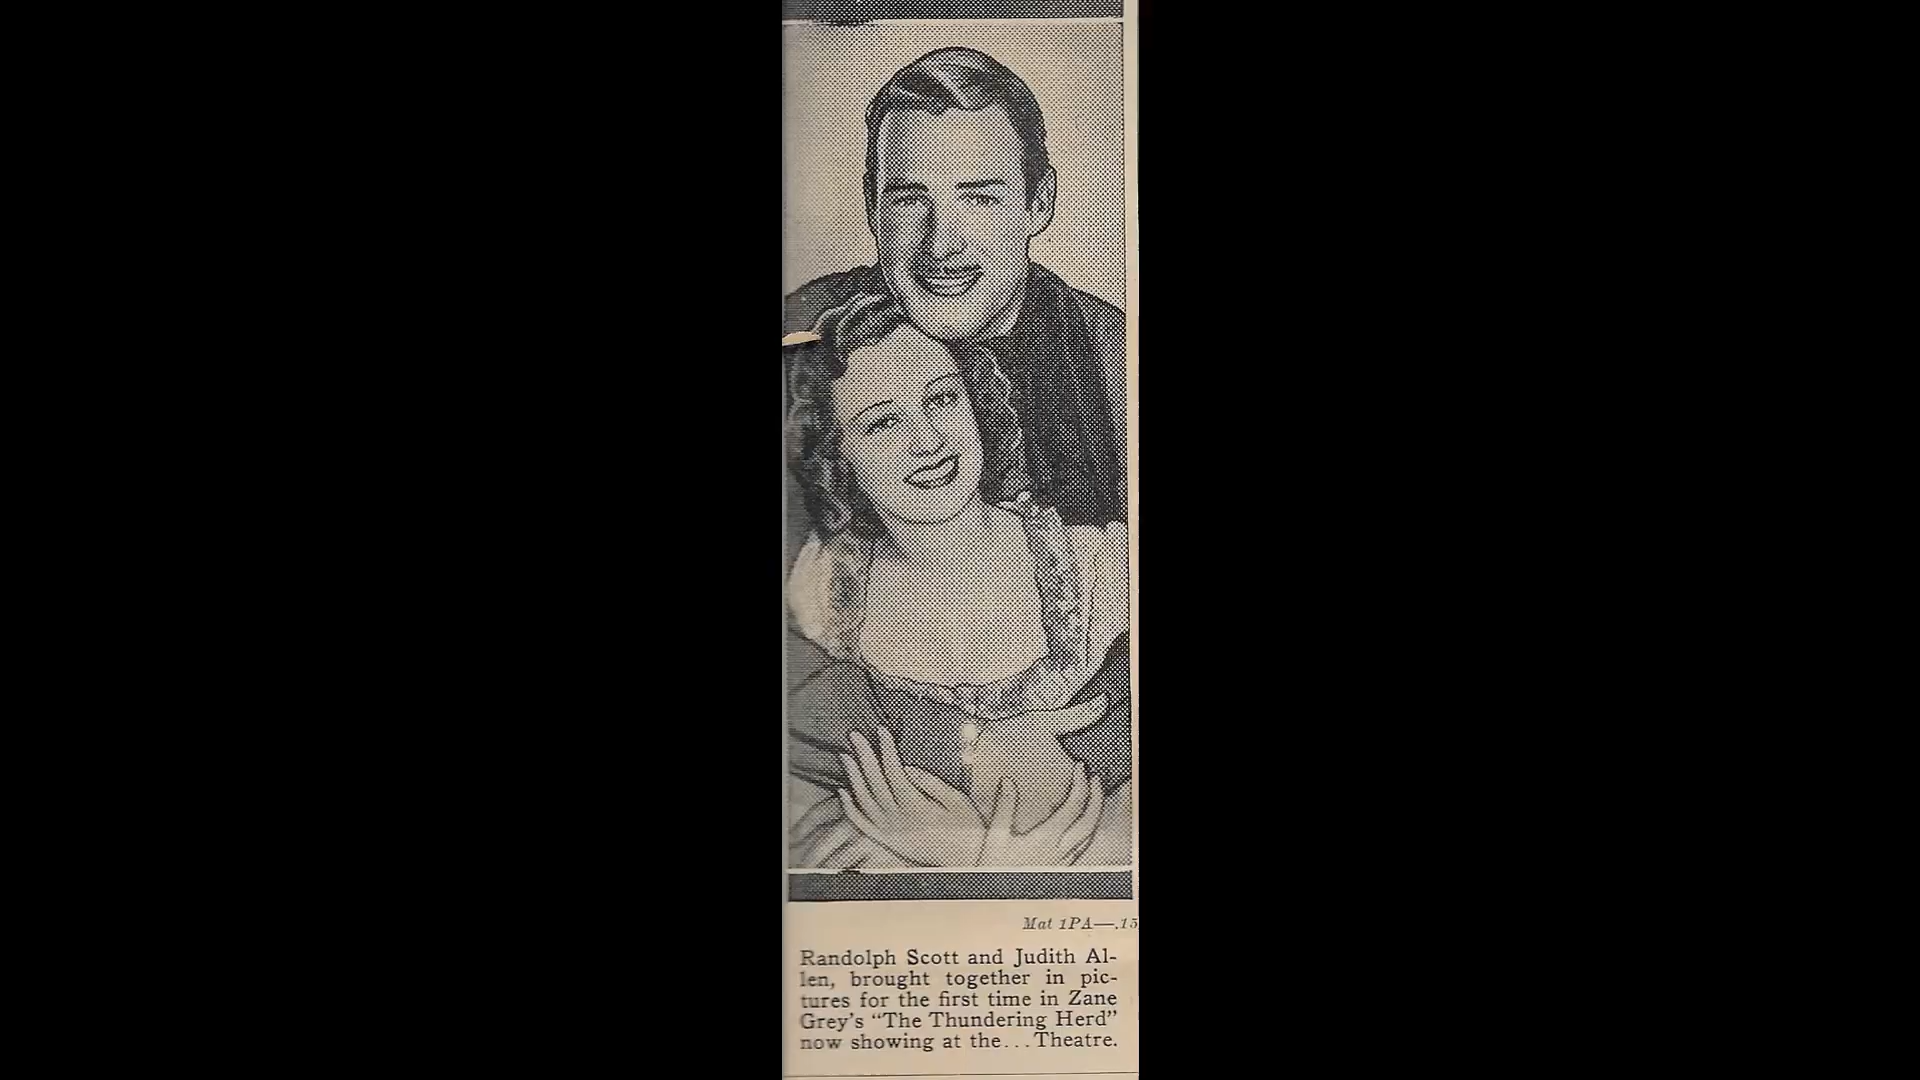 Mat 1PA—.15
Randolph Scott and Judith Al-
len, brought together in pic-
tures for the first time in Zane
Grey's "The Thundering Herd"
now showing at the...Theatre.